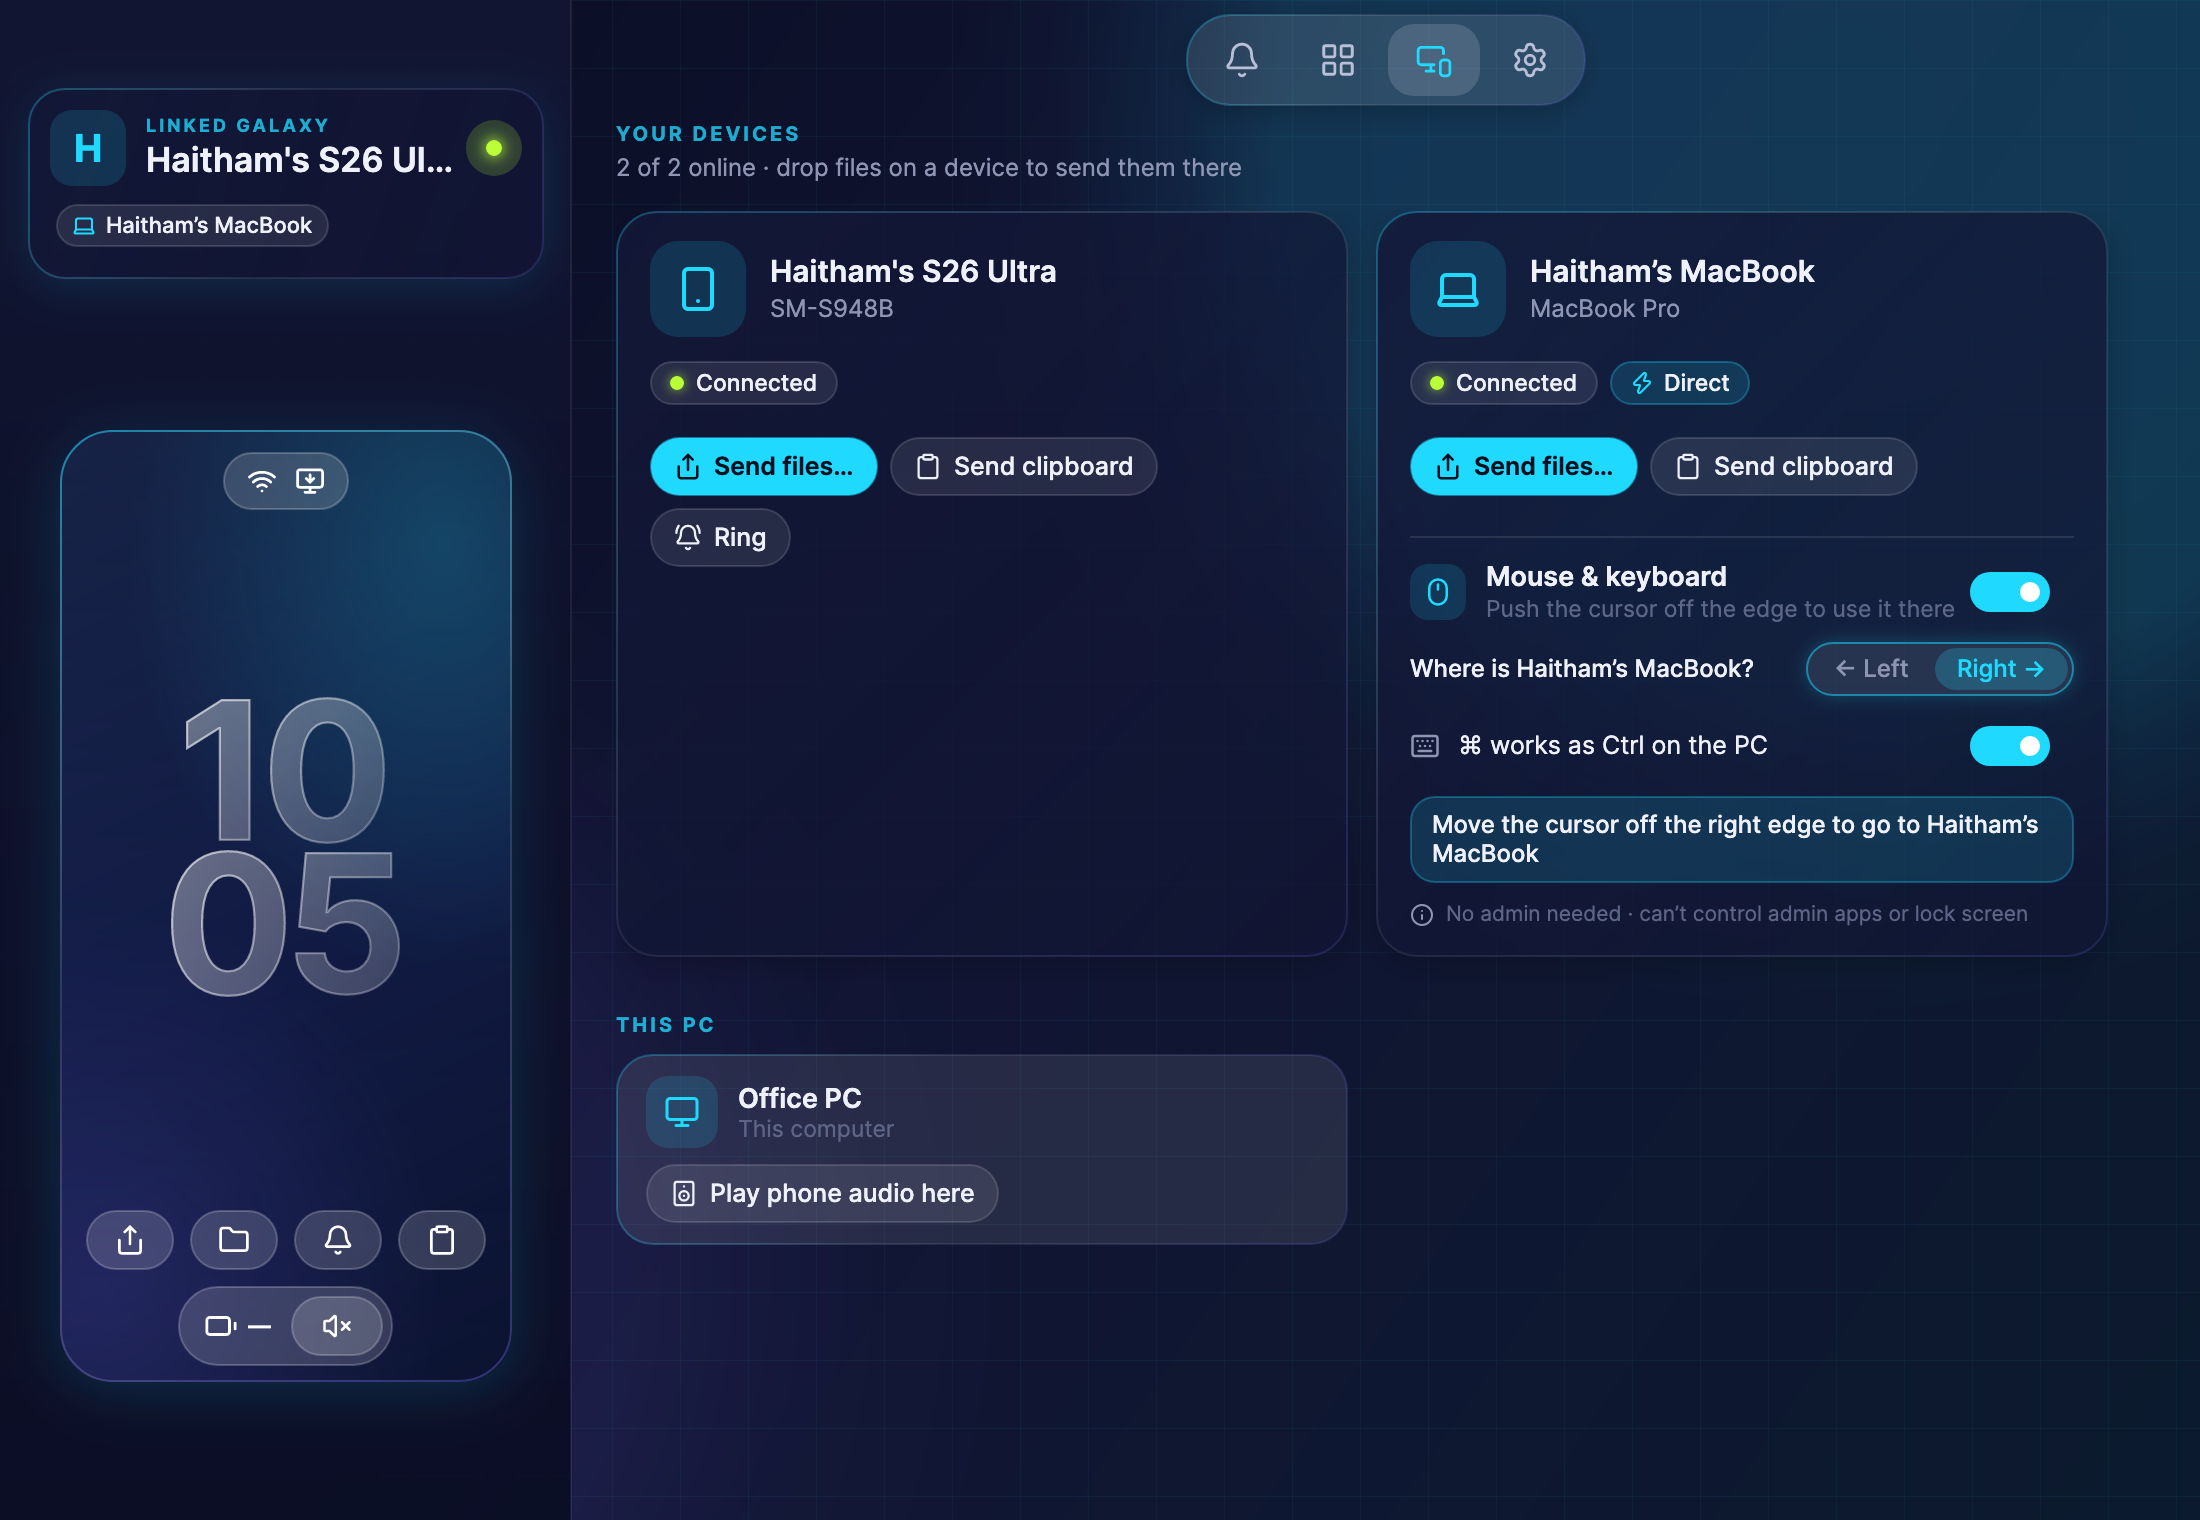 H
LINKED GALAXY
Haitham's S26 Ul...
Haitham’s MacBook
10
05
YOUR DEVICES
2 of 2 online · drop files on a device to send them there
Haitham's S26 Ultra
SM-S948B
Connected
Send files...
Send clipboard
Ring
Haitham’s MacBook
MacBook Pro
Connected
Direct
Send files...
Send clipboard
Mouse & keyboard
Push the cursor off the edge to use it there
Where is Haitham’s MacBook?
← Left
Right →
⌘ works as Ctrl on the PC
Move the cursor off the right edge to go to Haitham’s
MacBook
No admin needed · can’t control admin apps or lock screen
THIS PC
Office PC
This computer
Play phone audio here